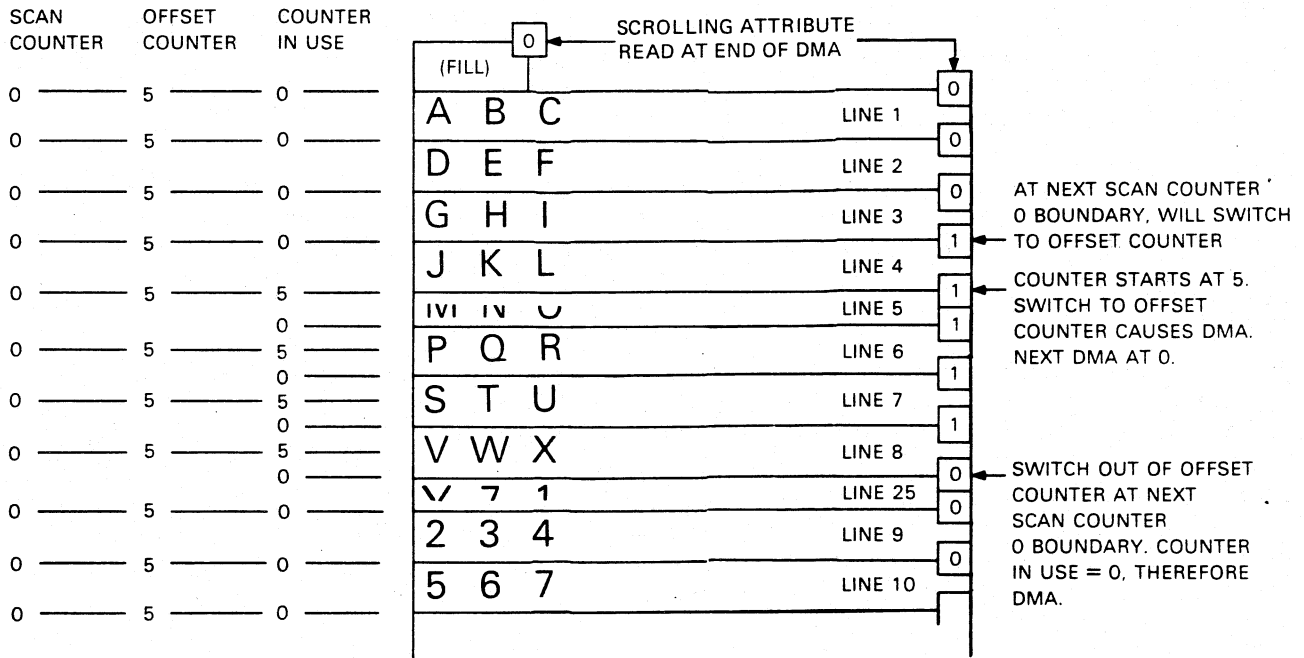 SCAN COUNTER
OFFSET COUNTER
COUNTER IN USE
0
SCROLLING ATTRIBUTE
READ AT END OF DMA
(FILL)
0
0 5 0
A B C LINE 1
0
0 5 0
D E F LINE 2
0
0 5 0
G H I LINE 3
1
0 5 0
J K L LINE 4
1
0 5 5
M N O LINE 5
1
0
0 5 5
P Q R LINE 6
1
0
0 5 5
S T U LINE 7
1
0
0 5 5
V W X LINE 8
0
0
Y Z 1 LINE 25
0
0 5 0
2 3 4 LINE 9
0
0 5 0
5 6 7 LINE 10
0 5 0
AT NEXT SCAN COUNTER
0 BOUNDARY, WILL SWITCH
TO OFFSET COUNTER
COUNTER STARTS AT 5.
SWITCH TO OFFSET
COUNTER CAUSES DMA.
NEXT DMA AT 0.
SWITCH OUT OF OFFSET
COUNTER AT NEXT
SCAN COUNTER
0 BOUNDARY. COUNTER
IN USE = 0, THEREFORE
DMA.